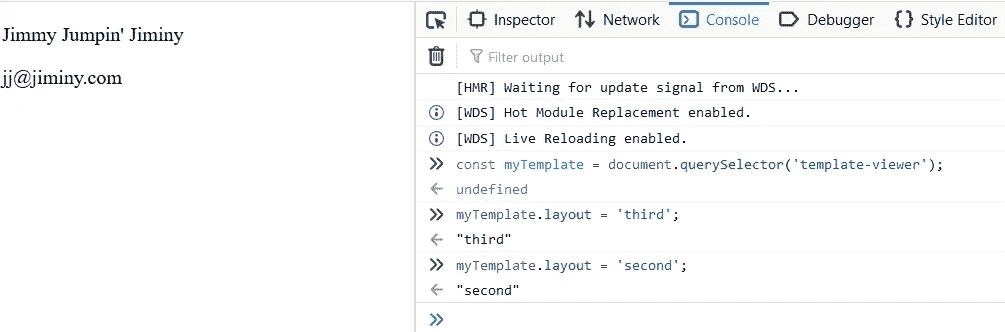 Jimmy Jumpin' Jiminy
jj@jiminy.com
Inspector Network Console Debugger {} Style Editor
Filter output
[HMR] Waiting for update signal from WDS...
[WDS] Hot Module Replacement enabled.
[WDS] Live Reloading enabled.
const myTemplate = document.querySelector('template-viewer');
undefined
myTemplate.layout = 'third';
"third"
myTemplate.layout = 'second';
"second"